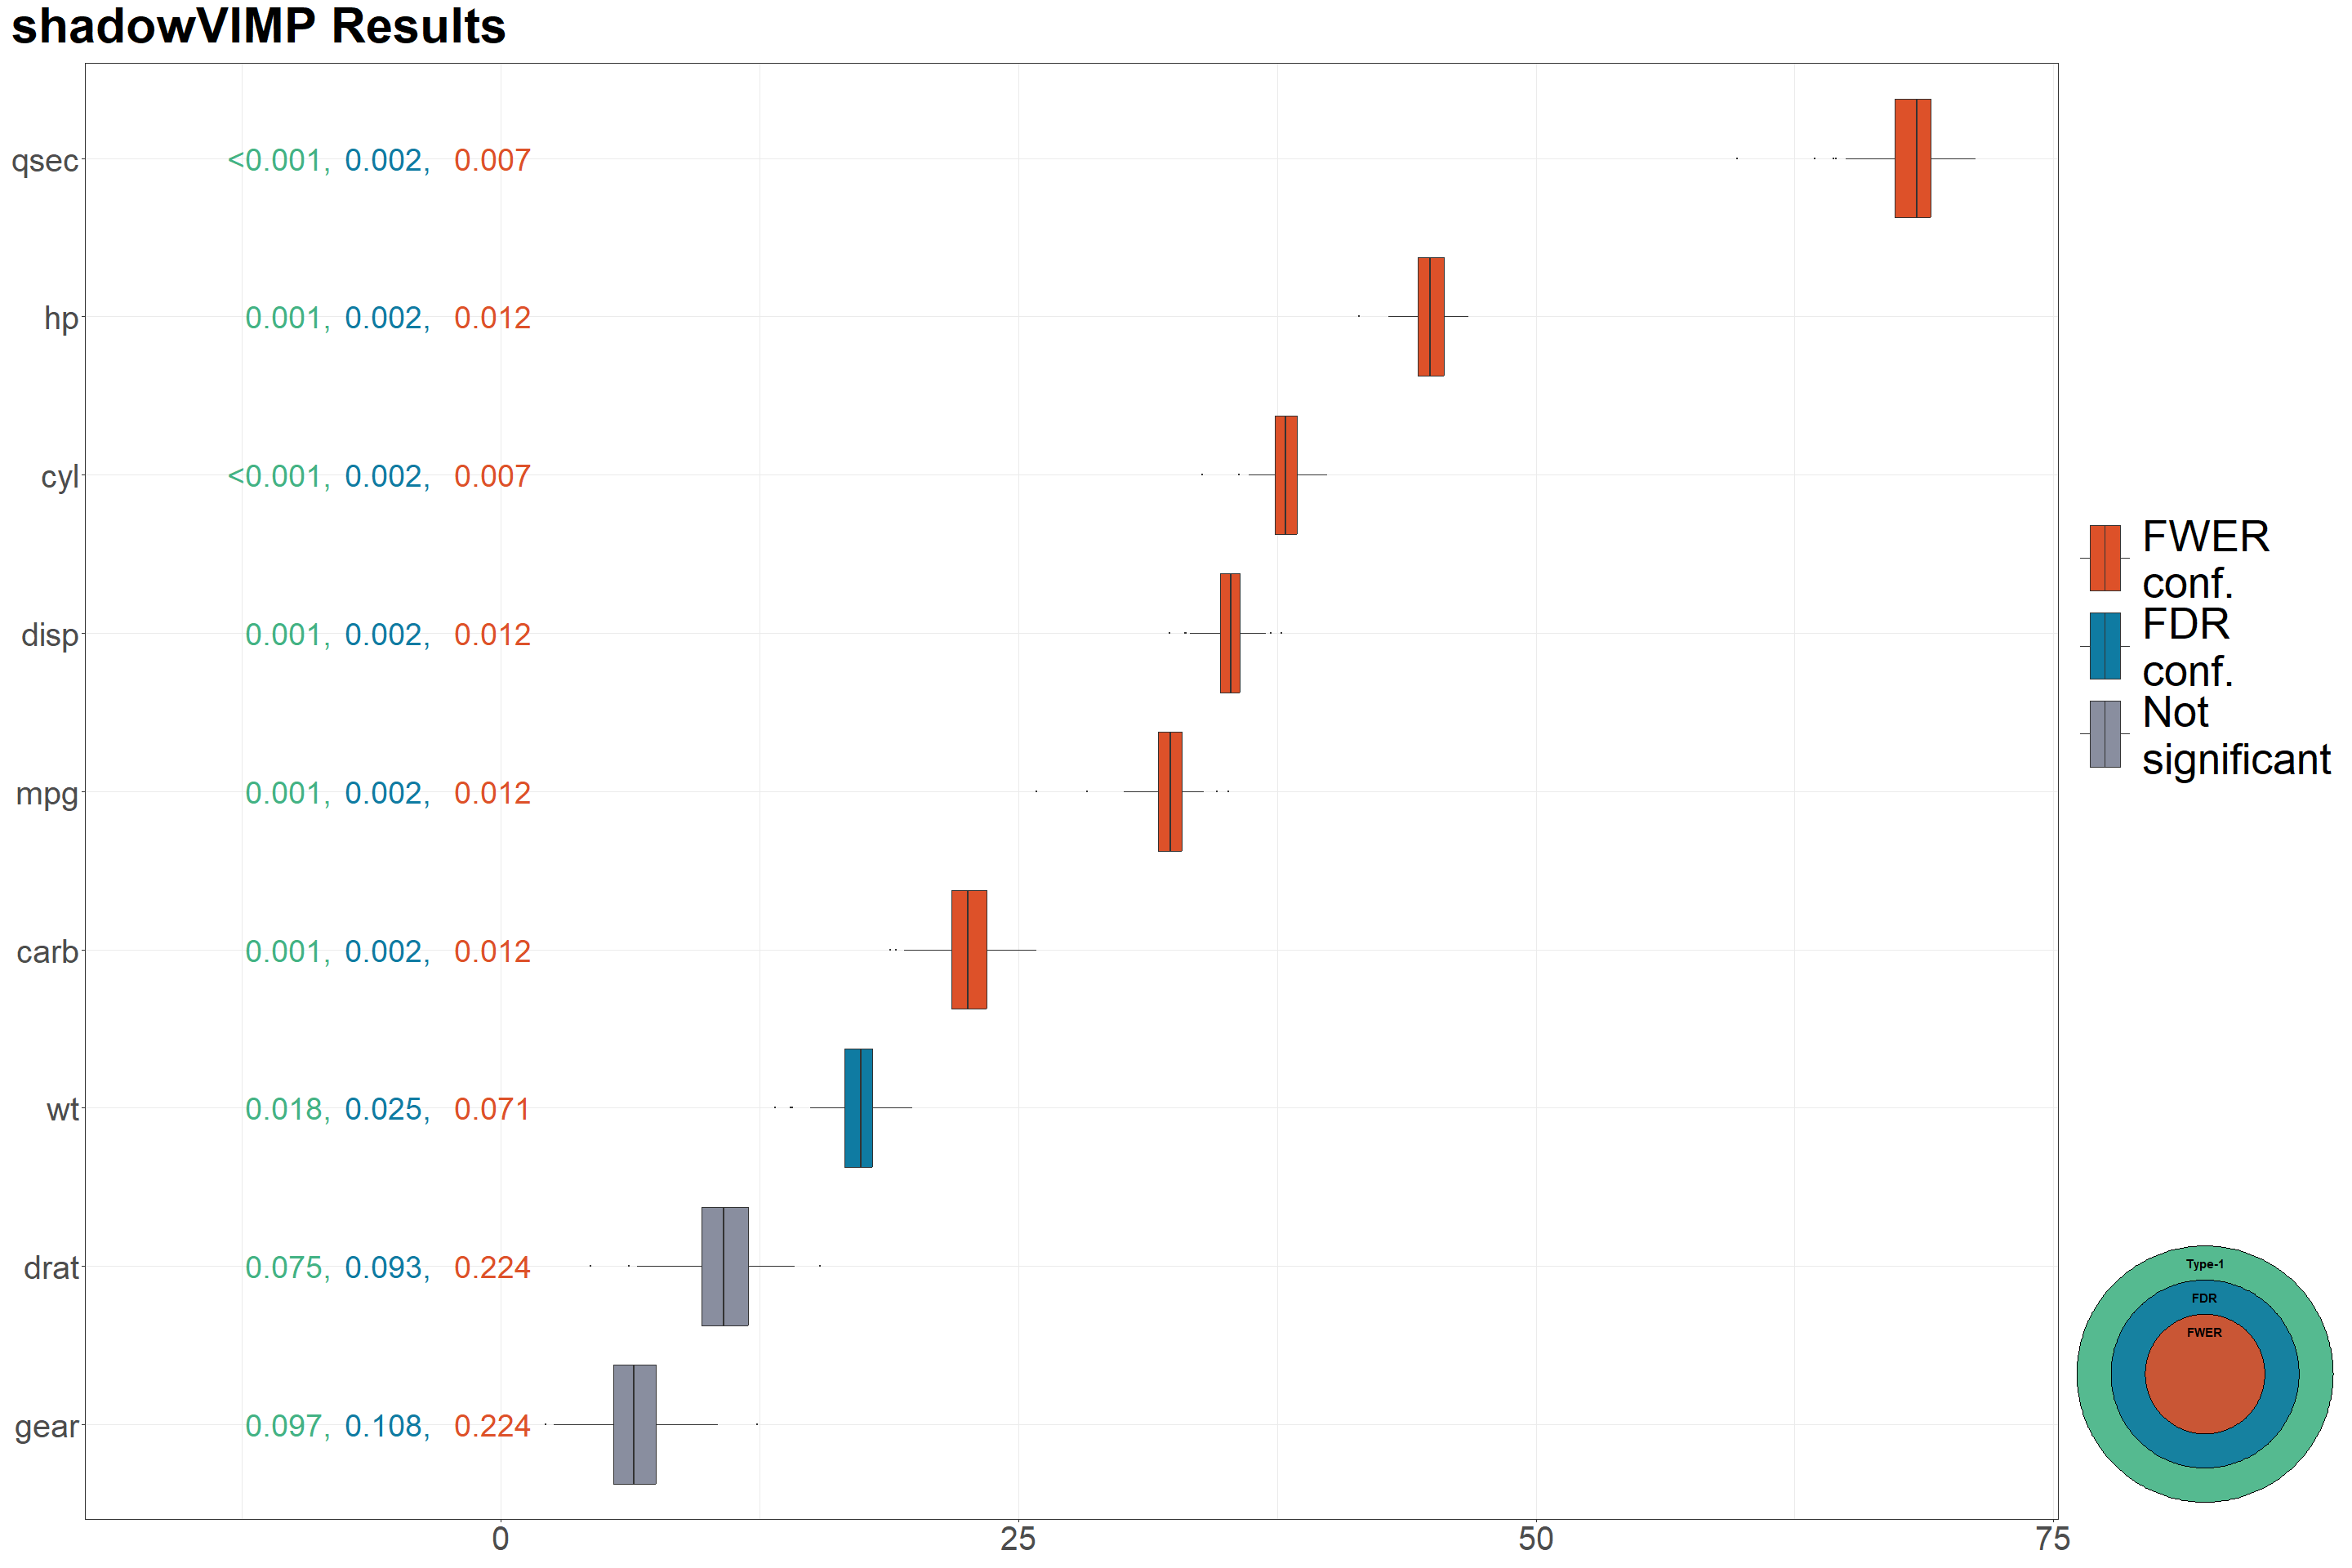 shadowVIMP Results
qsec <0.001, 0.002, 0.007
hp 0.001, 0.002, 0.012
cyl <0.001, 0.002, 0.007
disp 0.001, 0.002, 0.012
mpg 0.001, 0.002, 0.012
carb 0.001, 0.002, 0.012
wt 0.018, 0.025, 0.071
drat 0.075, 0.093, 0.224
gear 0.097, 0.108, 0.224
0 25 50 75
FWER
conf.
FDR
conf.
Not
significant
Type-1
FDR
FWER